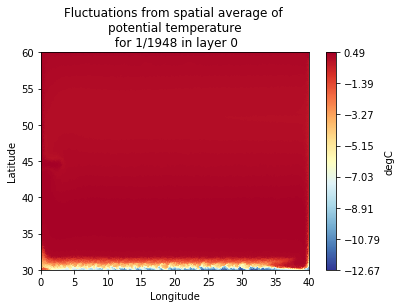 Fluctuations from spatial average of
potential temperature
for 1/1948 in layer 0
60
55
50
45
40
35
30
Latitude
0 5 10 15 20 25 30 35 40
Longitude
0.49
−1.39
−3.27
−5.15
−7.03
−8.91
−10.79
−12.67
degC